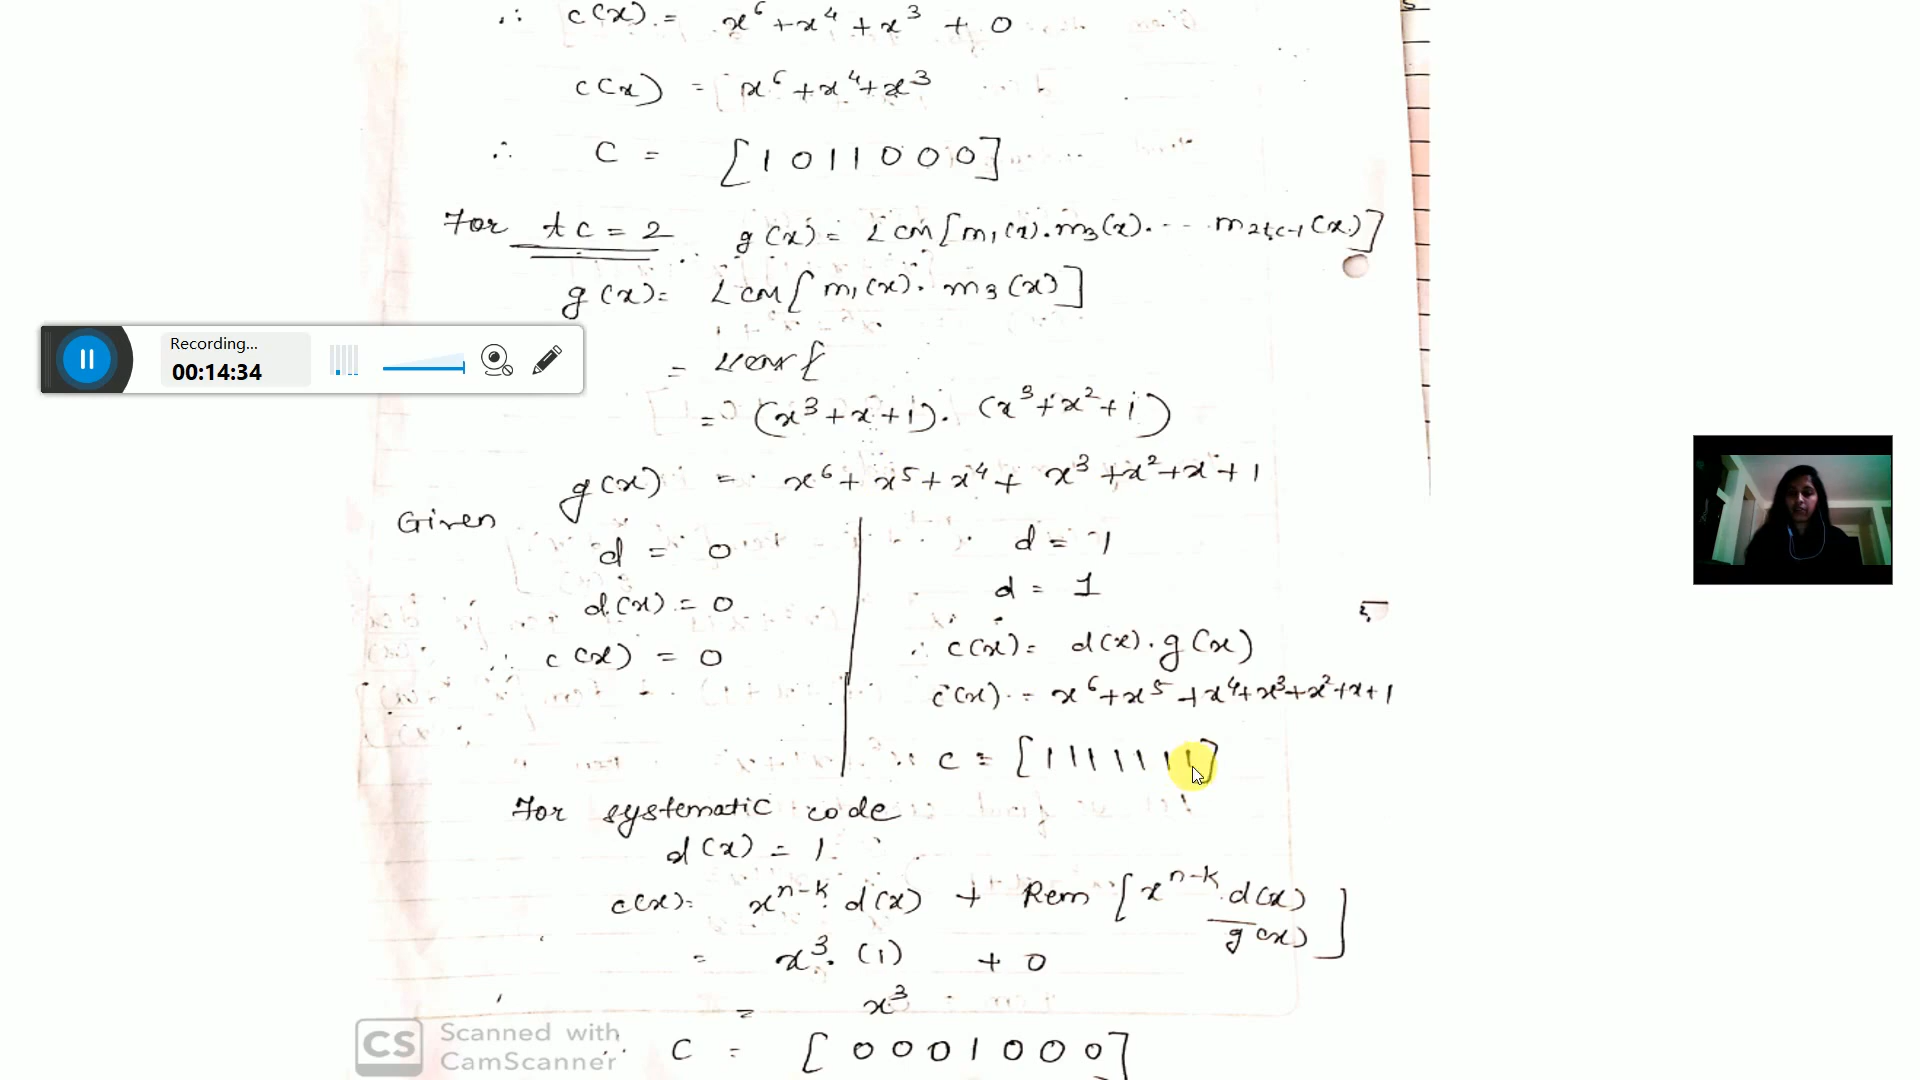 ∴ c(x) = x⁶ + x⁴ + x³ + 0
c(x) = x⁶ + x⁴ + x³
∴ C = [1 0 1 1 0 0 0]
For tc = 2 ∴ g(x) = LCM[m₁(x).m₃(x). ... m₂tc-1(x)]
g(x) = LCM[m₁(x). m₃(x)]
=
= (x³+x+1). (x³+x²+1)
g(x) = x⁶ + x⁵ + x⁴ + x³ + x² + x + 1
Given
d = 0
d(x) = 0
∴ c(x) = 0
d = 1
d = 1
∴ c(x) = d(x).g(x)
c(x) = x⁶+x⁵+x⁴+x³+x²+x+1
∴ C = [1 1 1 1 1 1 1]
For systematic code
d(x) = 1
c(x) = xⁿ⁻ᵏ. d(x) + Rem [xⁿ⁻ᵏ.d(x) / g(x)]
= x³. (1) + 0
= x³
∴ C = [0 0 0 1 0 0 0]
Recording...
00:14:34
CS Scanned with
CamScanner